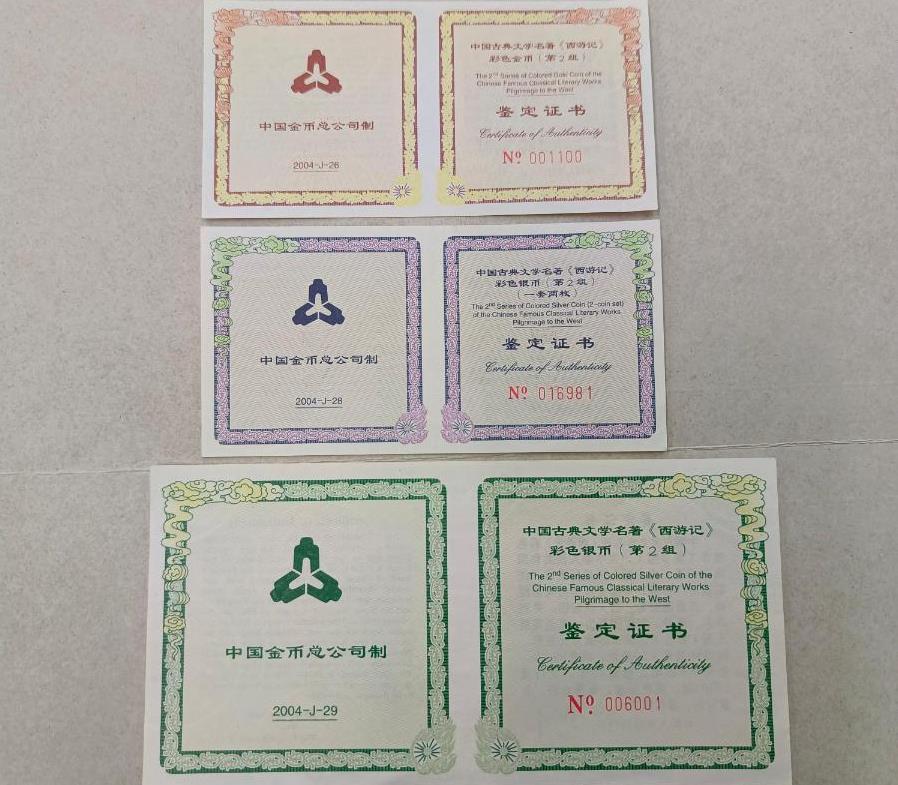 中国金币总公司制
2004-J-26
中国古典文学名著《西游记》
彩色金币（第2组）
The 2nd Series of Colored Gold Coin of the
Chinese Famous Classical Literary Works
Pilgrimage to the West
鉴定证书
Certificate of Authenticity
Nº 001100
中国金币总公司制
2004-J-28
中国古典文学名著《西游记》
彩色银币（第2组）
（一套两枚）
The 2nd Series of Colored Silver Coin (2-coin set)
of the Chinese Famous Classical Literary Works
Pilgrimage to the West
鉴定证书
Certificate of Authenticity
Nº 016981
中国金币总公司制
2004-J-29
中国古典文学名著《西游记》
彩色银币（第2组）
The 2nd Series of Colored Silver Coin of the
Chinese Famous Classical Literary Works
Pilgrimage to the West
鉴定证书
Certificate of Authenticity
Nº 006001